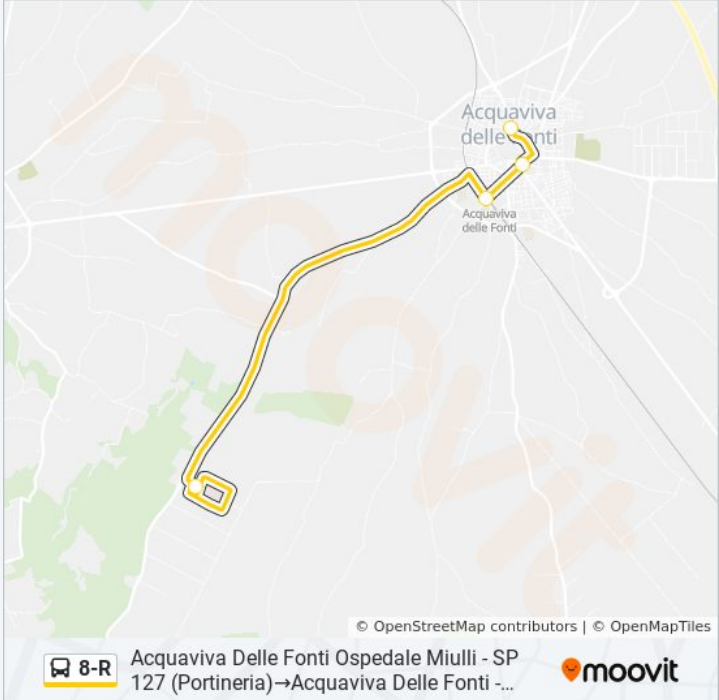 Acquaviva
delle Fonti
Acquaviva
delle Fonti
moovit
© OpenStreetMap contributors | © OpenMapTiles
8-R
Acquaviva Delle Fonti Ospedale Miulli - SP
127 (Portineria)→Acquaviva Delle Fonti -...
moovit